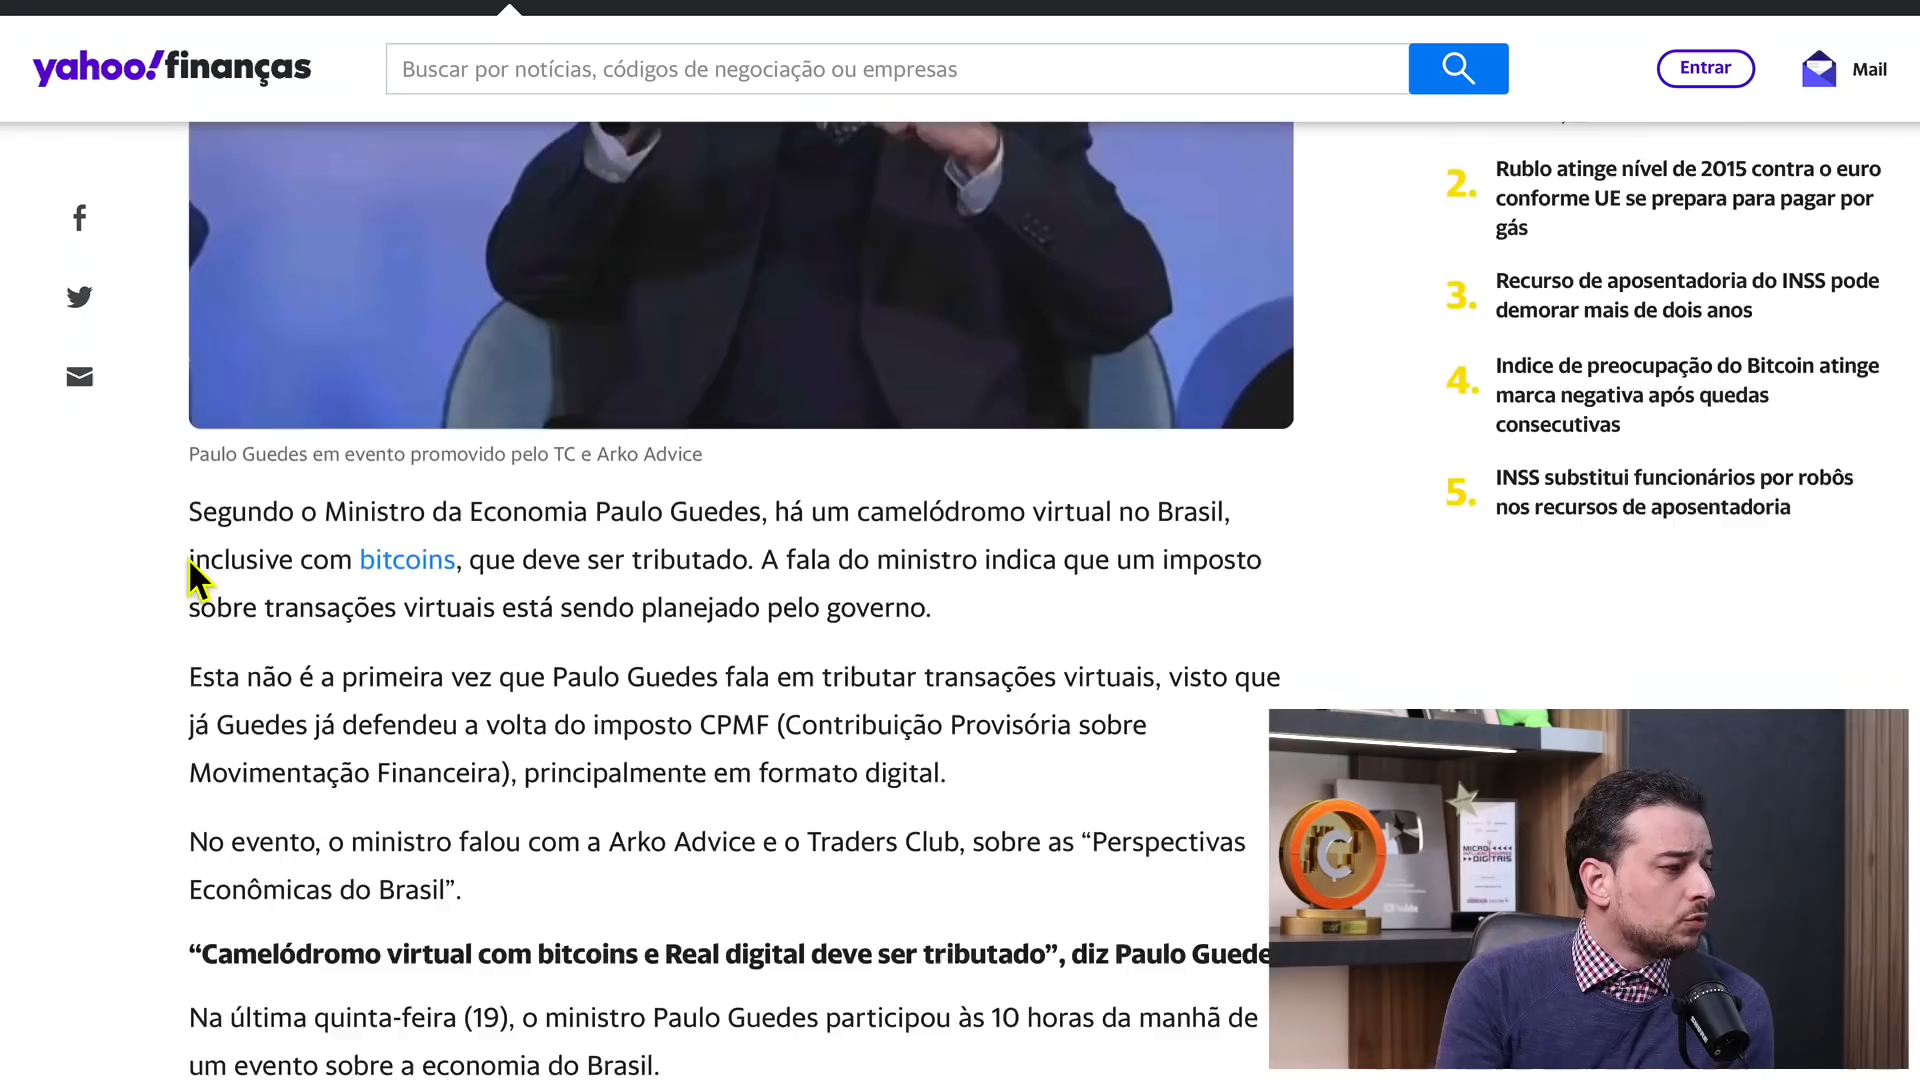 yahoo!finanças
Buscar por notícias, códigos de negociação ou empresas
Entrar
Mail
2. Rublo atinge nível de 2015 contra o euro
conforme UE se prepara para pagar por
gás
3. Recurso de aposentadoria do INSS pode
demorar mais de dois anos
4. Indice de preocupação do Bitcoin atinge
marca negativa após quedas
consecutivas
5. INSS substitui funcionários por robôs
nos recursos de aposentadoria
Paulo Guedes em evento promovido pelo TC e Arko Advice
Segundo o Ministro da Economia Paulo Guedes, há um camelódromo virtual no Brasil,
inclusive com bitcoins, que deve ser tributado. A fala do ministro indica que um imposto
sobre transações virtuais está sendo planejado pelo governo.
Esta não é a primeira vez que Paulo Guedes fala em tributar transações virtuais, visto que
já Guedes já defendeu a volta do imposto CPMF (Contribuição Provisória sobre
Movimentação Financeira), principalmente em formato digital.
No evento, o ministro falou com a Arko Advice e o Traders Club, sobre as “Perspectivas
Econômicas do Brasil”.
“Camelódromo virtual com bitcoins e Real digital deve ser tributado”, diz Paulo Guede
Na última quinta-feira (19), o ministro Paulo Guedes participou às 10 horas da manhã de
um evento sobre a economia do Brasil.
MICRO
DIGITAIS
YouTube